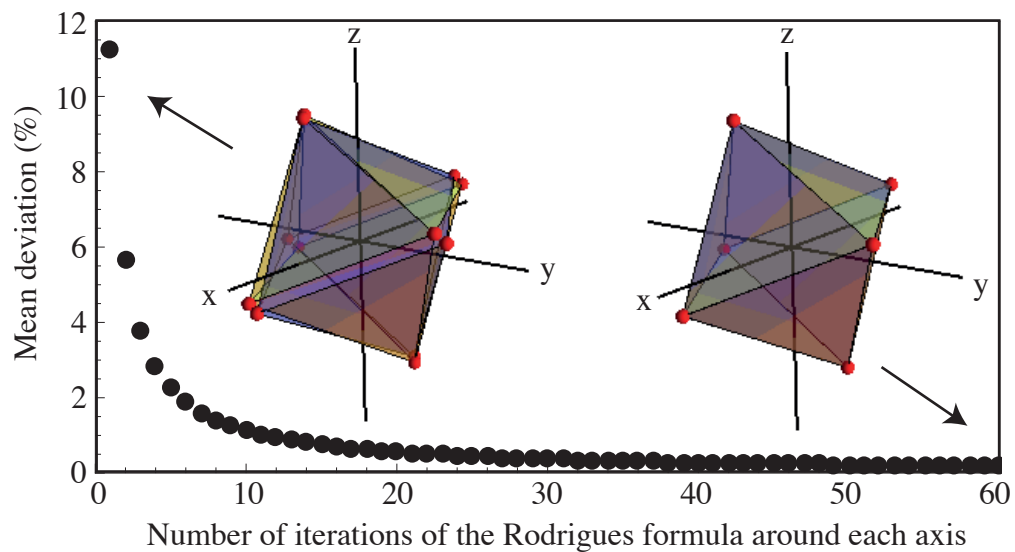 12
10
8
6
4
2
0
Mean deviation (%)
z
x
y
z
x
y
0 10 20 30 40 50 60
Number of iterations of the Rodrigues formula around each axis